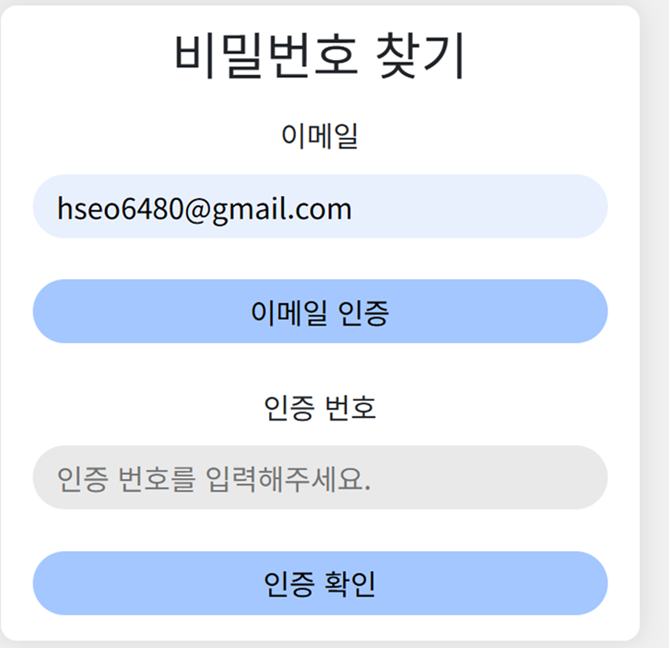 비밀번호 찾기
이메일
hseo6480@gmail.com
이메일 인증
인증 번호
인증 번호를 입력해주세요.
인증 확인